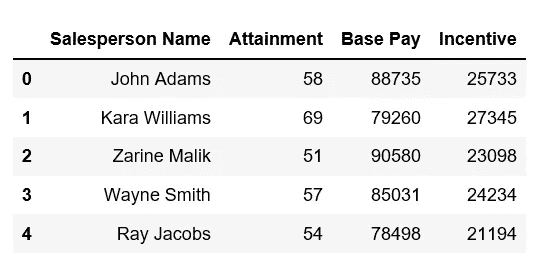 Salesperson Name Attainment Base Pay Incentive
0 John Adams 58 88735 25733
1 Kara Williams 69 79260 27345
2 Zarine Malik 51 90580 23098
3 Wayne Smith 57 85031 24234
4 Ray Jacobs 54 78498 21194